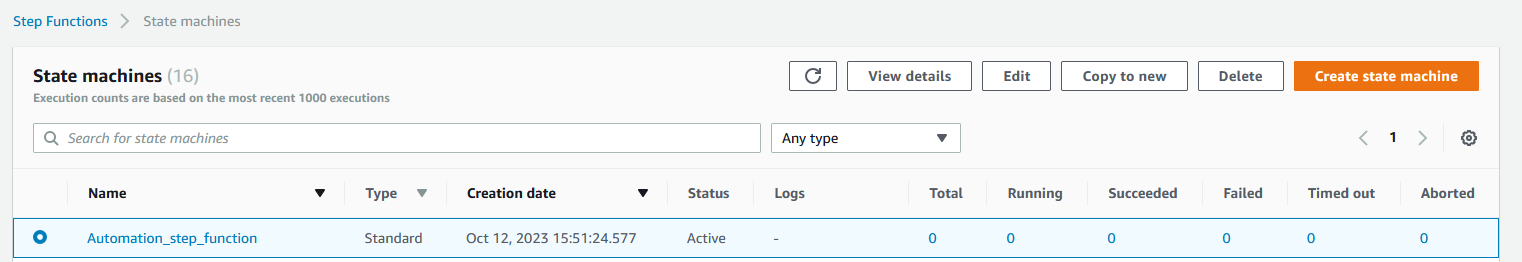 Step Functions > State machines
State machines (16) View details Edit Copy to new Delete Create state machine
Execution counts are based on the most recent 1000 executions
Search for state machines Any type 1
Name Type Creation date Status Logs Total Running Succeeded Failed Timed out Aborted
Automation_step_function Standard Oct 12, 2023 15:51:24.577 Active - 0 0 0 0 0 0